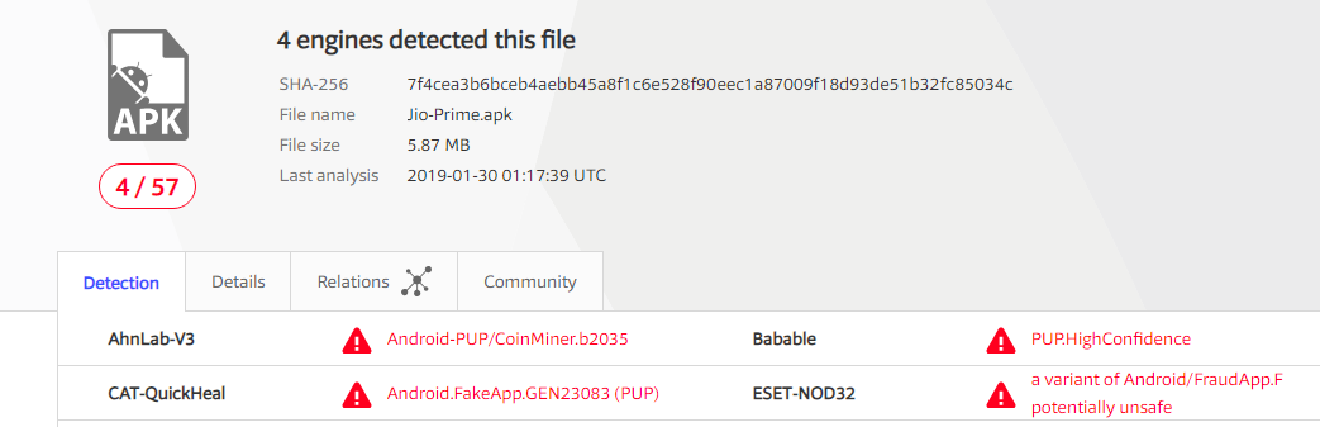 4 engines detected this file
SHA-256 7f4cea3b6bceb4aebb45a8f1c6e528f90eec1a87009f18d93de51b32fc85034c
File name Jio-Prime.apk
APK
File size 5.87 MB
Last analysis 2019-01-30 01:17:39 UTC
4 / 57
Detection Details Relations Community
AhnLab-V3 Android-PUP/CoinMiner.b2035 Babable PUP.HighConfidence
CAT-QuickHeal Android.FakeApp.GEN23083 (PUP) ESET-NOD32 a variant of Android/FraudApp.F
potentially unsafe